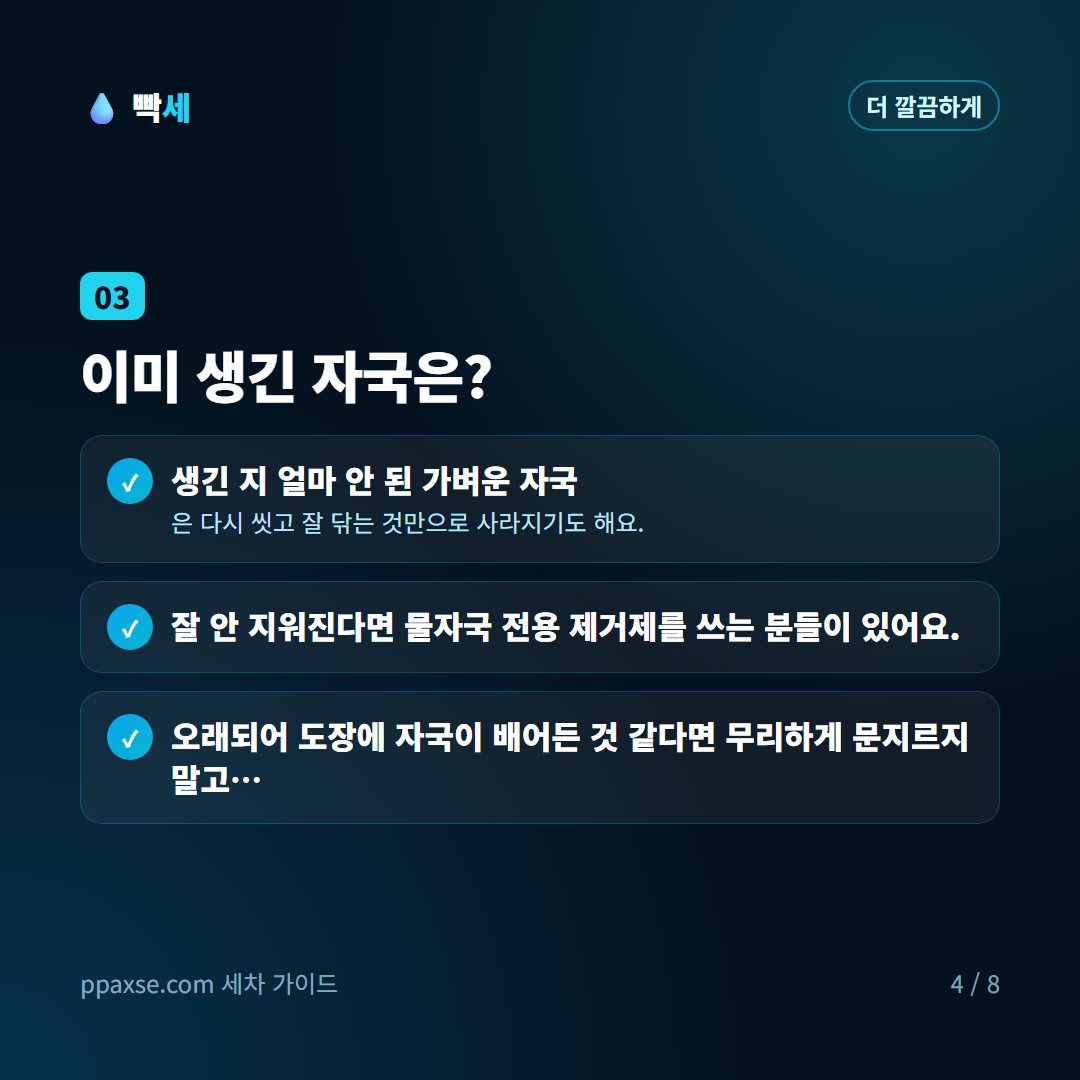 빡세
더 깔끔하게
03
이미 생긴 자국은?
✓ 생긴 지 얼마 안 된 가벼운 자국
은 다시 씻고 잘 닦는 것만으로 사라지기도 해요.
✓ 잘 안 지워진다면 물자국 전용 제거제를 쓰는 분들이 있어요.
✓ 오래되어 도장에 자국이 배어든 것 같다면 무리하게 문지르지
말고…
ppaxse.com 세차 가이드
4 / 8